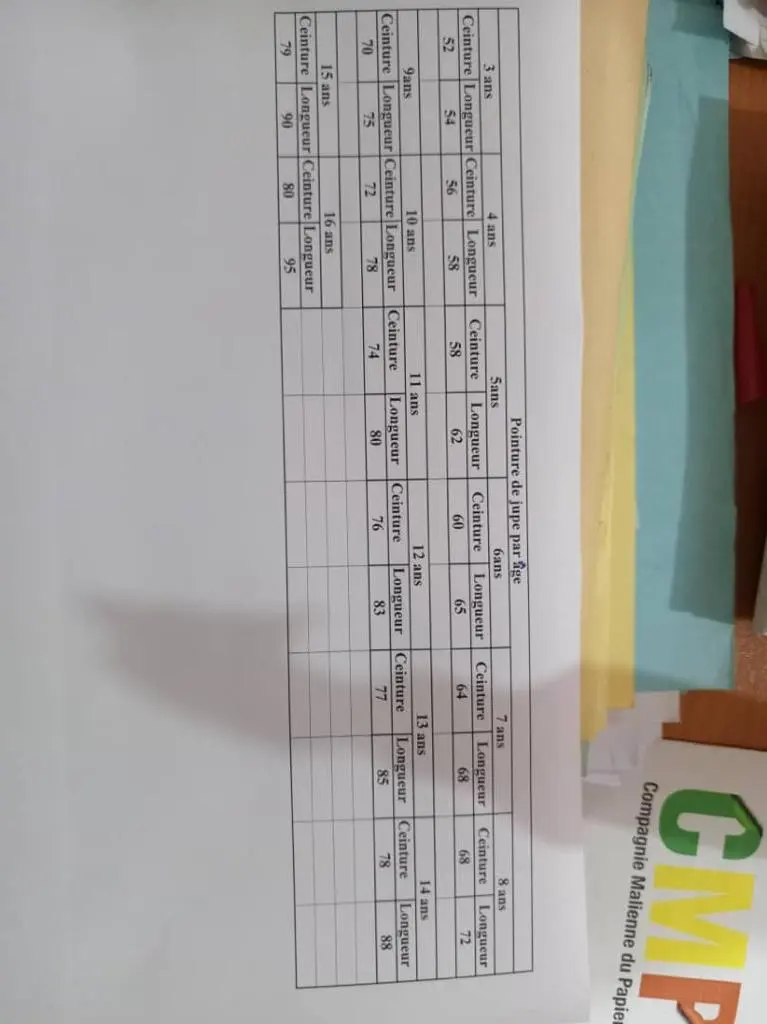 Pointure de jupe par âge
3 ans 4 ans 5ans 6ans 7 ans 8 ans
Ceinture Longueur Ceinture Longueur Ceinture Longueur Ceinture Longueur Ceinture Longueur Ceinture Longueur
52 54 56 58 58 62 60 65 64 68 68 72
9ans 10 ans 11 ans 12 ans 13 ans 14 ans
Ceinture Longueur Ceinture Longueur Ceinture Longueur Ceinture Longueur Ceinture Longueur Ceinture Longueur
70 75 72 78 74 80 76 83 77 85 78 88
15 ans 16 ans
Ceinture Longueur Ceinture Longueur
79 90 80 95
CMP
Compagnie Malienne du Papie